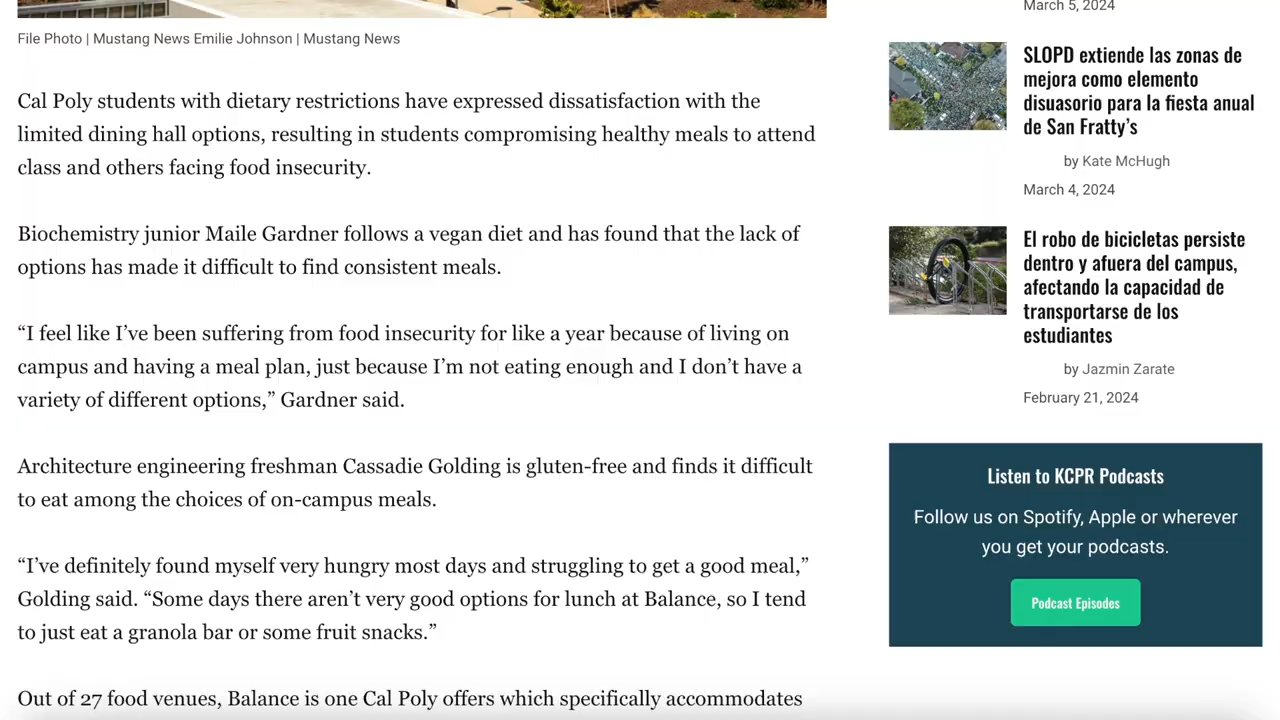 File Photo | Mustang News Emilie Johnson | Mustang News
Cal Poly students with dietary restrictions have expressed dissatisfaction with the
limited dining hall options, resulting in students compromising healthy meals to attend
class and others facing food insecurity.
Biochemistry junior Maile Gardner follows a vegan diet and has found that the lack of
options has made it difficult to find consistent meals.
“I feel like I’ve been suffering from food insecurity for like a year because of living on
campus and having a meal plan, just because I’m not eating enough and I don’t have a
variety of different options,” Gardner said.
Architecture engineering freshman Cassadie Golding is gluten-free and finds it difficult
to eat among the choices of on-campus meals.
“I’ve definitely found myself very hungry most days and struggling to get a good meal,”
Golding said. “Some days there aren’t very good options for lunch at Balance, so I tend
to just eat a granola bar or some fruit snacks.”
Out of 27 food venues, Balance is one Cal Poly offers which specifically accommodates
March 5, 2024
SLOPD extiende las zonas de
mejora como elemento
disuasorio para la fiesta anual
de San Fratty’s
by Kate McHugh
March 4, 2024
El robo de bicicletas persiste
dentro y afuera del campus,
afectando la capacidad de
transportarse de los
estudiantes
by Jazmin Zarate
February 21, 2024
Listen to KCPR Podcasts
Follow us on Spotify, Apple or wherever
you get your podcasts.
Podcast Episodes